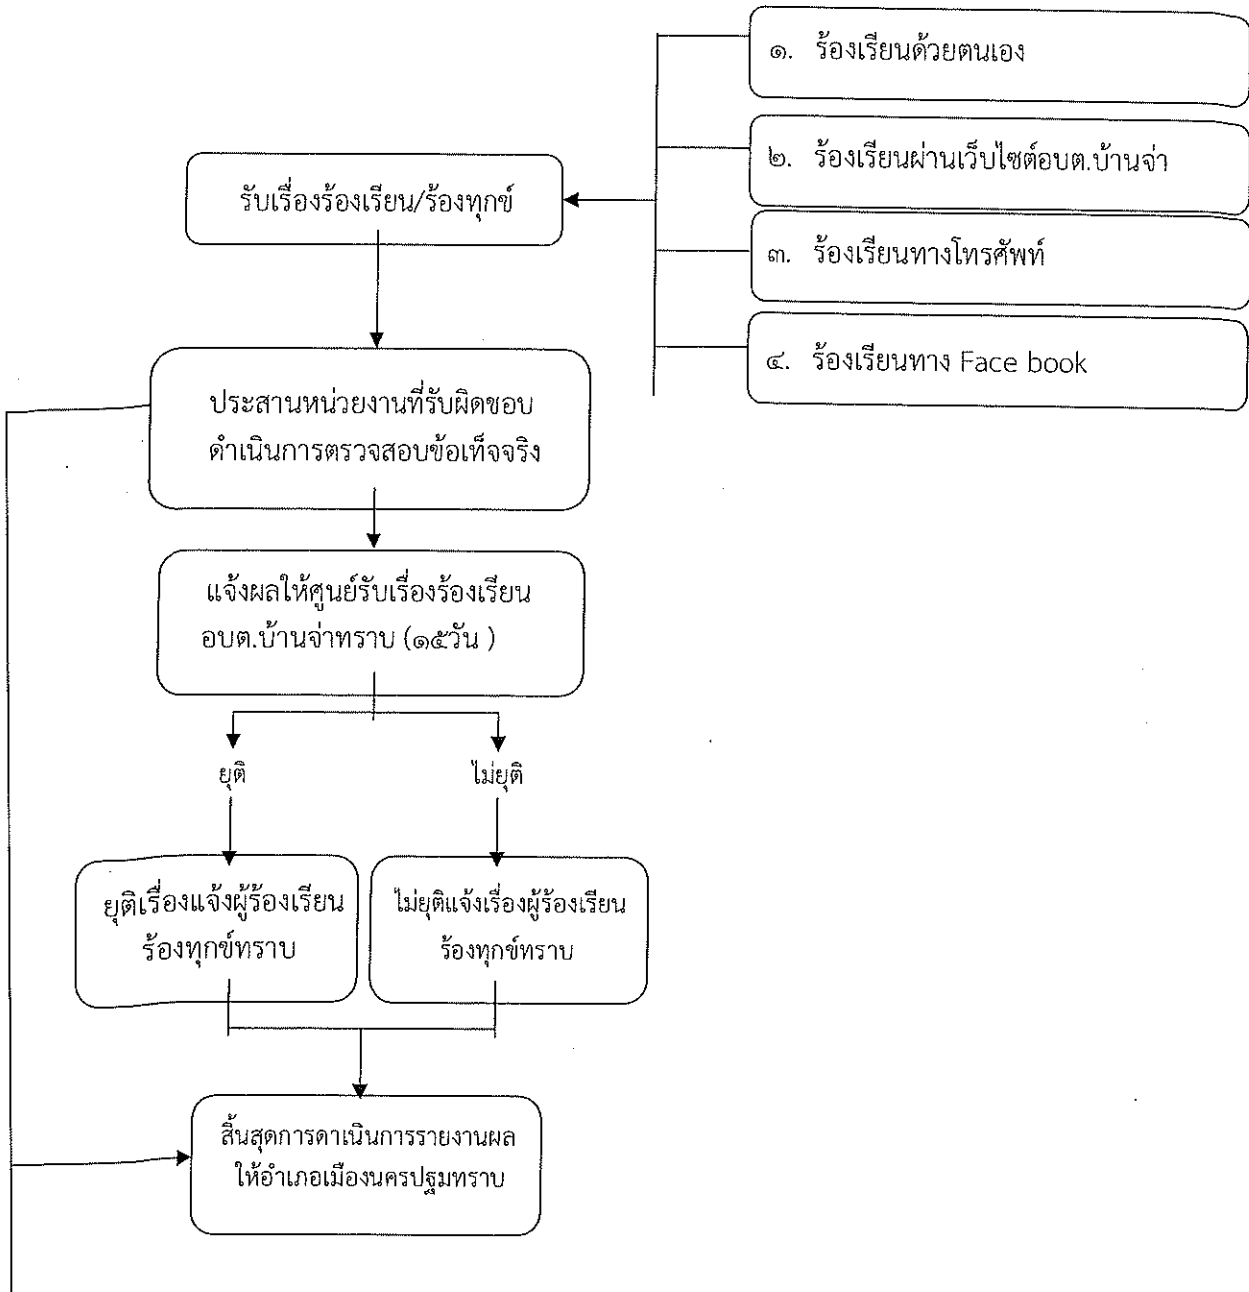 ๑. ร้องเรียนด้วยตนเอง
๒. ร้องเรียนผ่านเว็บไซต์อบต.บ้านจ่า
๓. ร้องเรียนทางโทรศัพท์
๔. ร้องเรียนทาง Face book
รับเรื่องร้องเรียน/ร้องทุกข์
ประสานหน่วยงานที่รับผิดชอบ
ดำเนินการตรวจสอบข้อเท็จจริง
แจ้งผลให้ศูนย์รับเรื่องร้องเรียน
อบต.บ้านจ่าทราบ (๑๕วัน )
ยุติ
ไม่ยุติ
ยุติเรื่องแจ้งผู้ร้องเรียน
ร้องทุกข์ทราบ
ไม่ยุติแจ้งเรื่องผู้ร้องเรียน
ร้องทุกข์ทราบ
สิ้นสุดการดาเนินการรายงานผล
ให้อำเภอเมืองนครปฐมทราบ